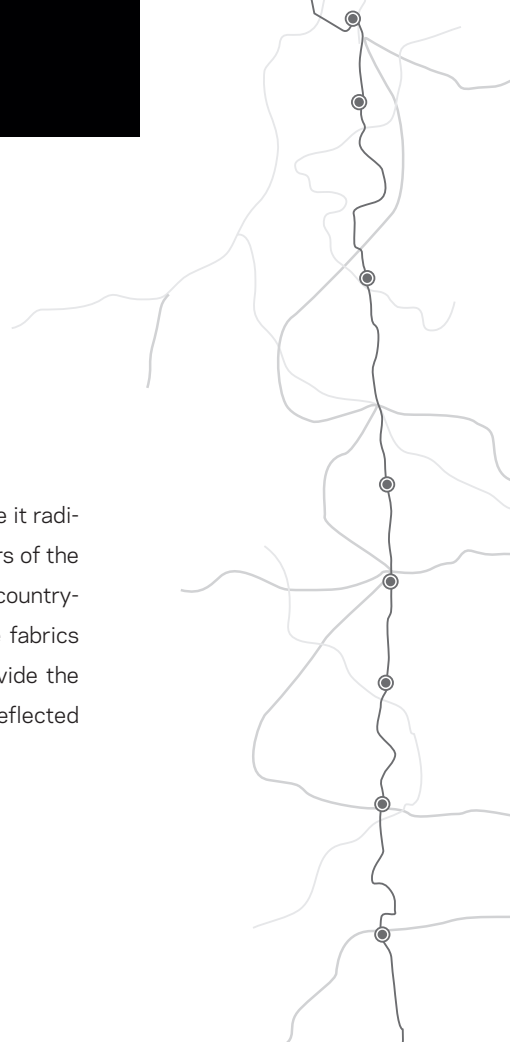 e it radi-
rs of the
country-
fabrics
vide the
eflected